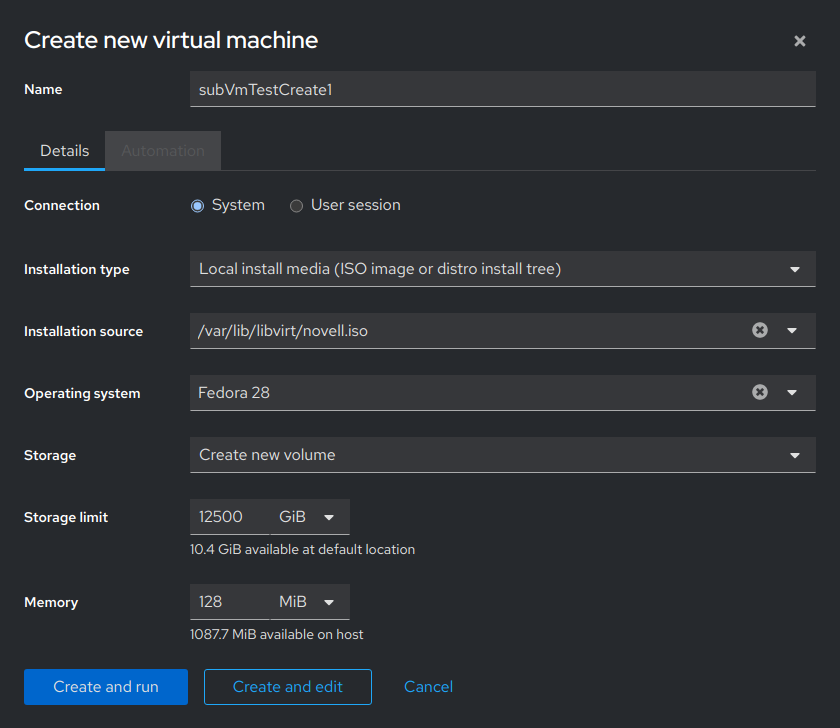 Create new virtual machine
Name subVmTestCreate1
Details Automation
Connection System User session
Installation type Local install media (ISO image or distro install tree)
Installation source /var/lib/libvirt/novell.iso
Operating system Fedora 28
Storage Create new volume
Storage limit 12500 GiB
10.4 GiB available at default location
Memory 128 MiB
1087.7 MiB available on host
Create and run Create and edit Cancel